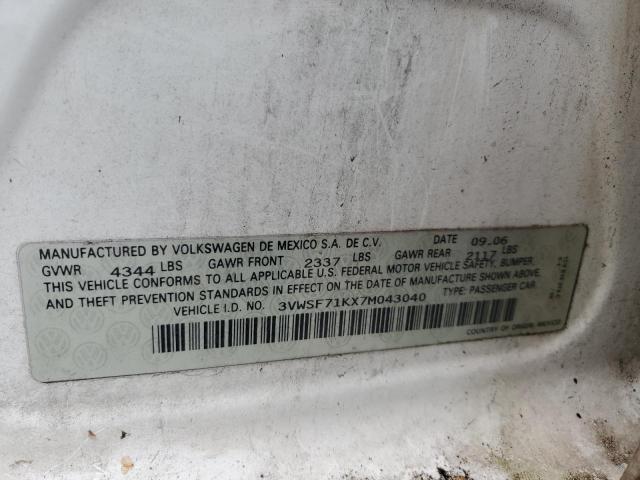 MANUFACTURED BY VOLKSWAGEN DE MEXICO S.A. DE C.V. DATE 09.06
GVWR 4344 LBS GAWR FRONT 2337 LBS GAWR REAR 2117 LBS
THIS VEHICLE CONFORMS TO ALL APPLICABLE U.S. FEDERAL MOTOR VEHICLE SAFETY, BUMPER,
AND THEFT PREVENTION STANDARDS IN EFFECT ON THE DATE OF MANUFACTURE SHOWN ABOVE.
VEHICLE I.D. NO. 3VWSF71KX7M043040 TYPE: PASSENGER CAR
COUNTRY OF ORIGIN: MEXICO